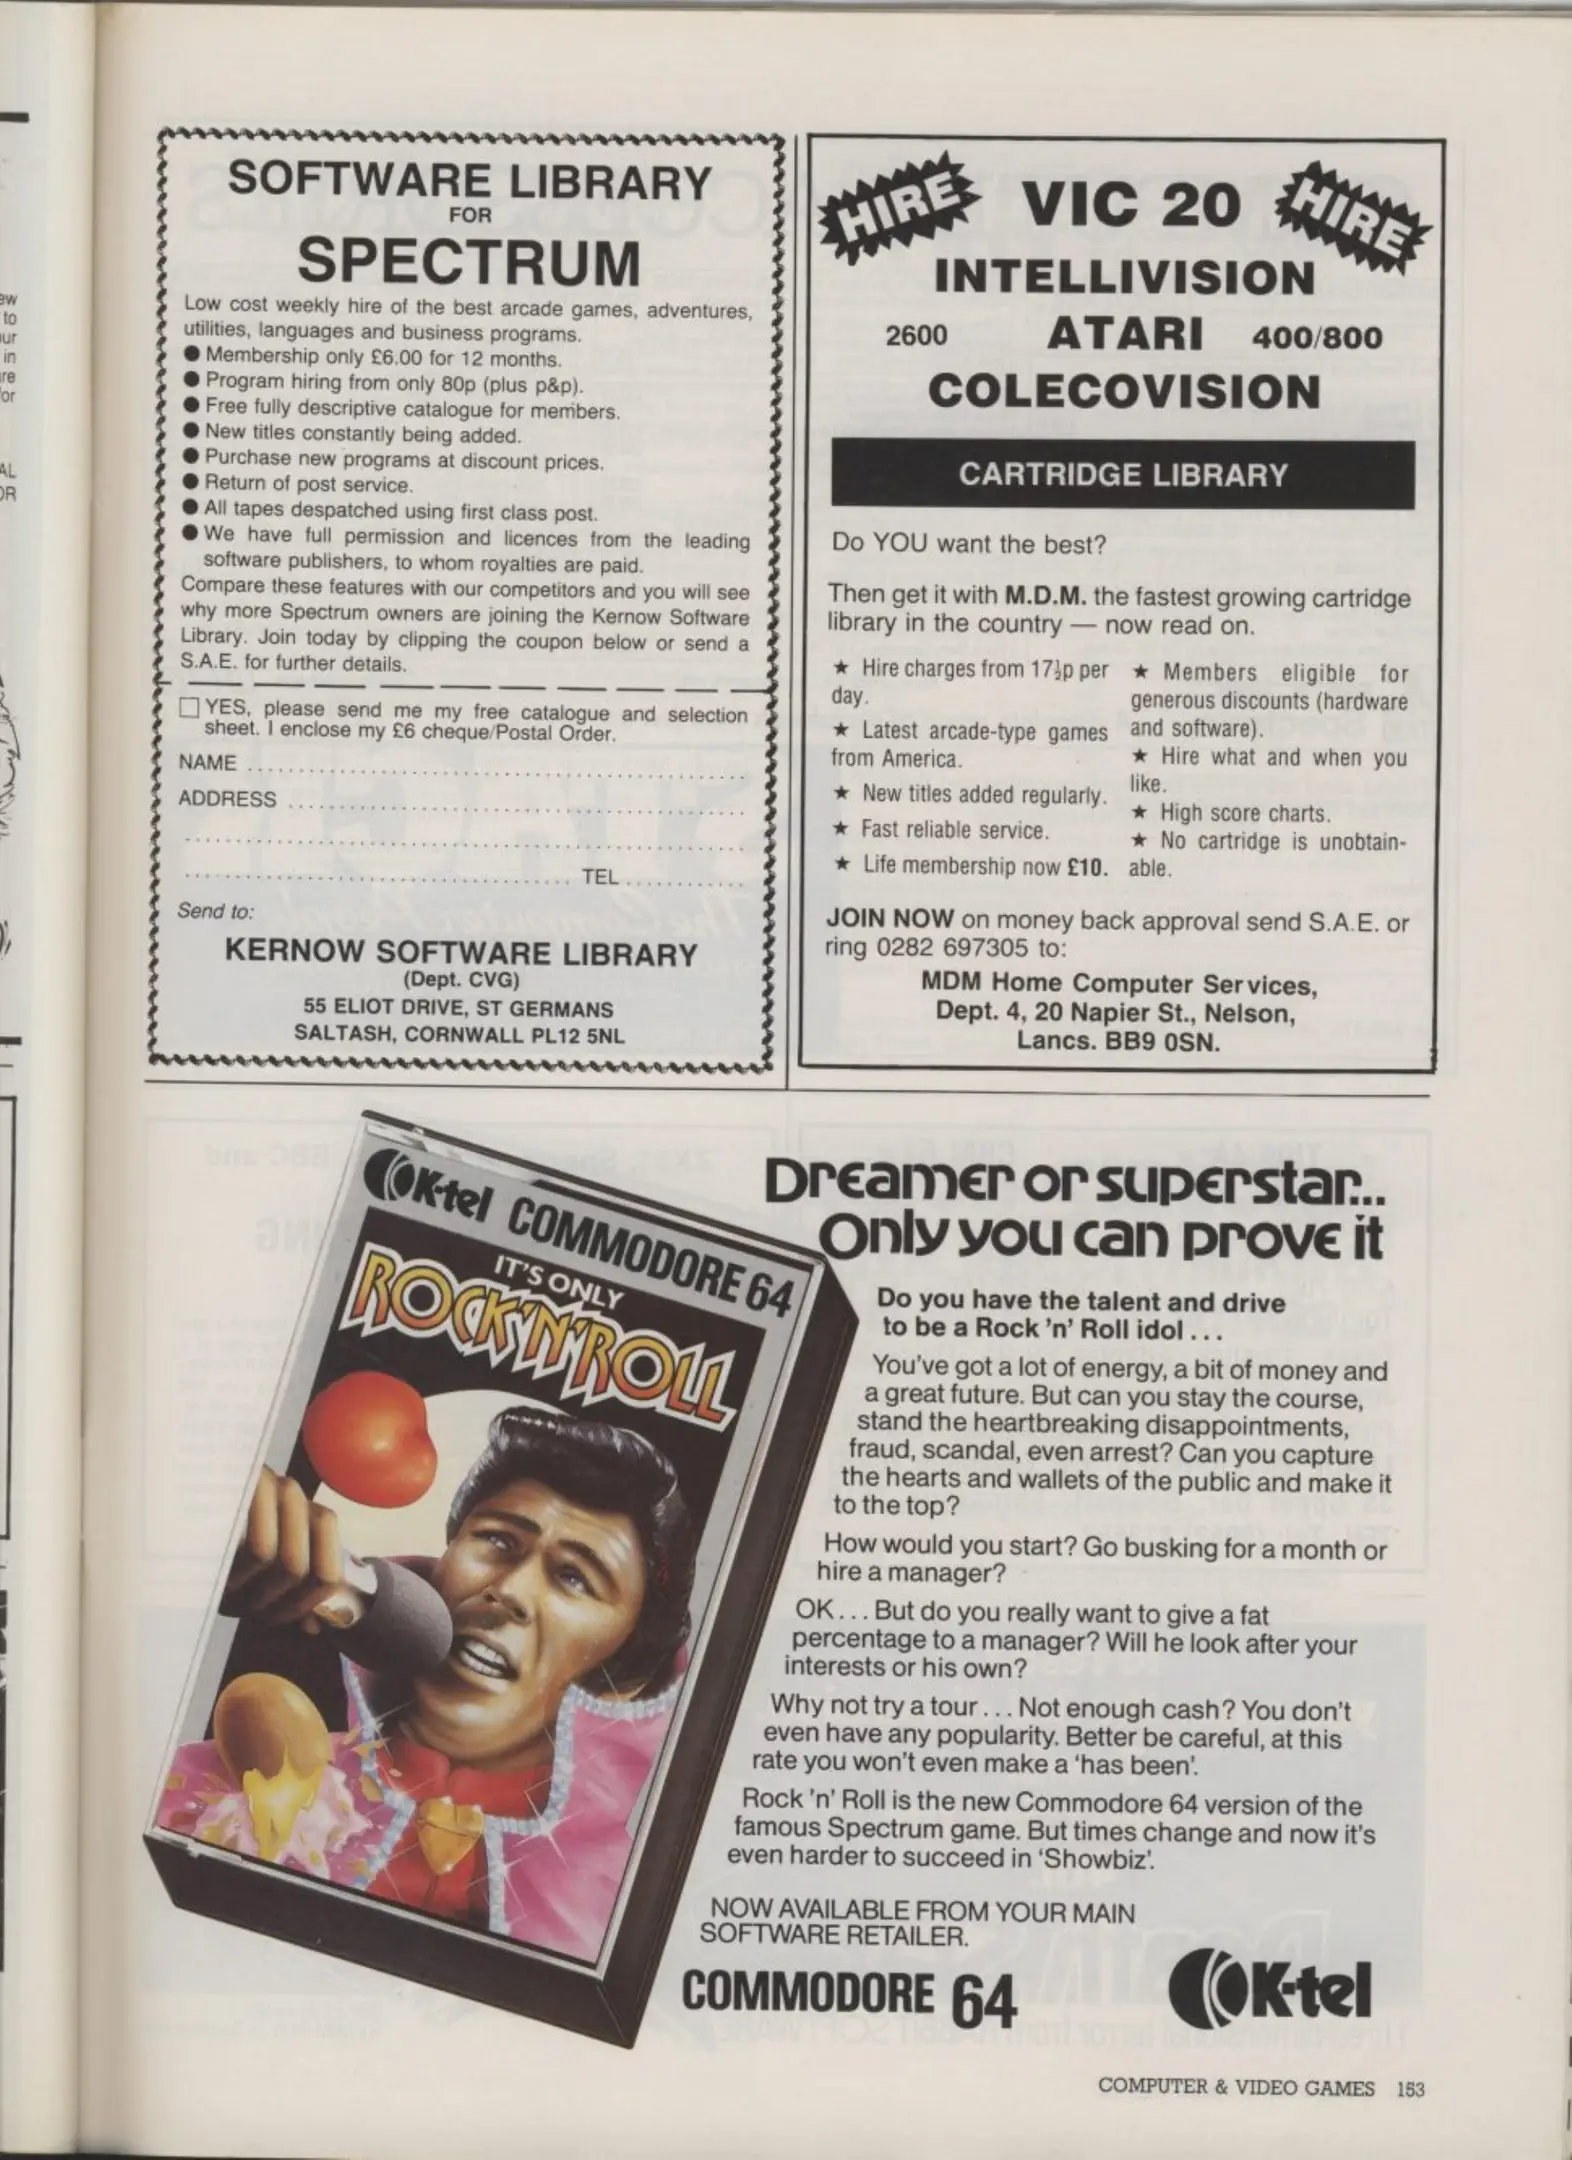 SOFTWARE LIBRARY
FOR
SPECTRUM
Low cost weekly hire of the best arcade games, adventures,
utilities, languages and business programs.
● Membership only £6.00 for 12 months.
● Program hiring from only 80p (plus p&p).
● Free fully descriptive catalogue for members.
● New titles constantly being added.
● Purchase new programs at discount prices.
● Return of post service.
● All tapes despatched using first class post.
● We have full permission and licences from the leading
software publishers, to whom royalties are paid.
Compare these features with our competitors and you will see
why more Spectrum owners are joining the Kernow Software
Library. Join today by clipping the coupon below or send a
S.A.E. for further details.
YES, please send me my free catalogue and selection
sheet. I enclose my £6 cheque/Postal Order.
NAME
ADDRESS
TEL
Send to:
KERNOW SOFTWARE LIBRARY
(Dept. CVG)
55 ELIOT DRIVE, ST GERMANS
SALTASH, CORNWALL PL12 5NL
HIRE VIC 20 HIRE
INTELLIVISION
2600 ATARI 400/800
COLECOVISION
CARTRIDGE LIBRARY
Do YOU want the best?
Then get it with M.D.M. the fastest growing cartridge
library in the country — now read on.
★ Hire charges from 17½p per
day.
★ Latest arcade-type games
from America.
★ New titles added regularly.
★ Fast reliable service.
★ Life membership now £10.
★ Members eligible for
generous discounts (hardware
and software).
★ Hire what and when you
like.
★ High score charts.
★ No cartridge is unobtain-
able.
JOIN NOW on money back approval send S.A.E. or
ring 0282 697305 to:
MDM Home Computer Services,
Dept. 4, 20 Napier St., Nelson,
Lancs. BB9 0SN.
K-tel COMMODORE 64
IT'S ONLY
ROCK'N'ROLL
Dreamer or superstar...
Only you can prove it
Do you have the talent and drive
to be a Rock 'n' Roll idol...
You've got a lot of energy, a bit of money and
a great future. But can you stay the course,
stand the heartbreaking disappointments,
fraud, scandal, even arrest? Can you capture
the hearts and wallets of the public and make it
to the top?
How would you start? Go busking for a month or
hire a manager?
OK... But do you really want to give a fat
percentage to a manager? Will he look after your
interests or his own?
Why not try a tour... Not enough cash? You don't
even have any popularity. Better be careful, at this
rate you won't even make a 'has been'.
Rock 'n' Roll is the new Commodore 64 version of the
famous Spectrum game. But times change and now it's
even harder to succeed in 'Showbiz'.
NOW AVAILABLE FROM YOUR MAIN
SOFTWARE RETAILER.
COMMODORE 64
K-tel
COMPUTER & VIDEO GAMES 153